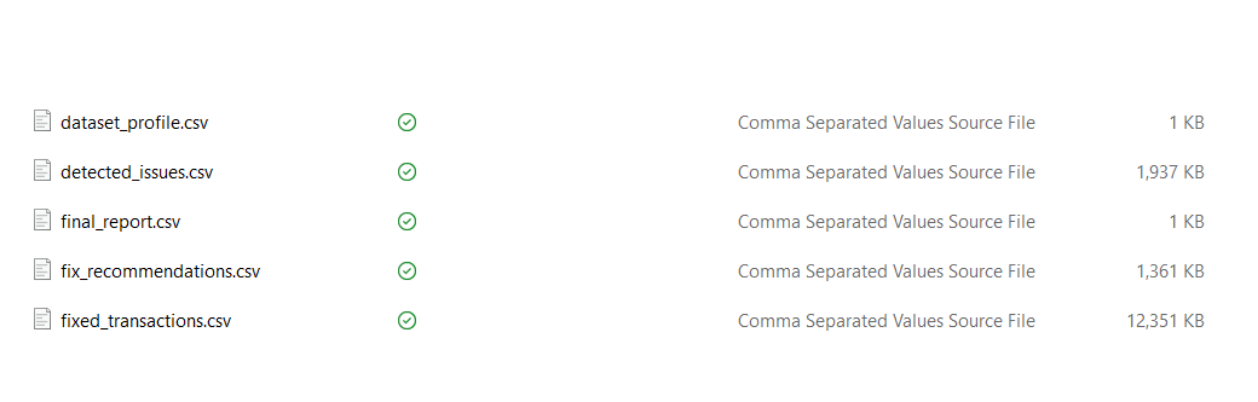 dataset_profile.csv Comma Separated Values Source File 1 KB
detected_issues.csv Comma Separated Values Source File 1,937 KB
final_report.csv Comma Separated Values Source File 1 KB
fix_recommendations.csv Comma Separated Values Source File 1,361 KB
fixed_transactions.csv Comma Separated Values Source File 12,351 KB